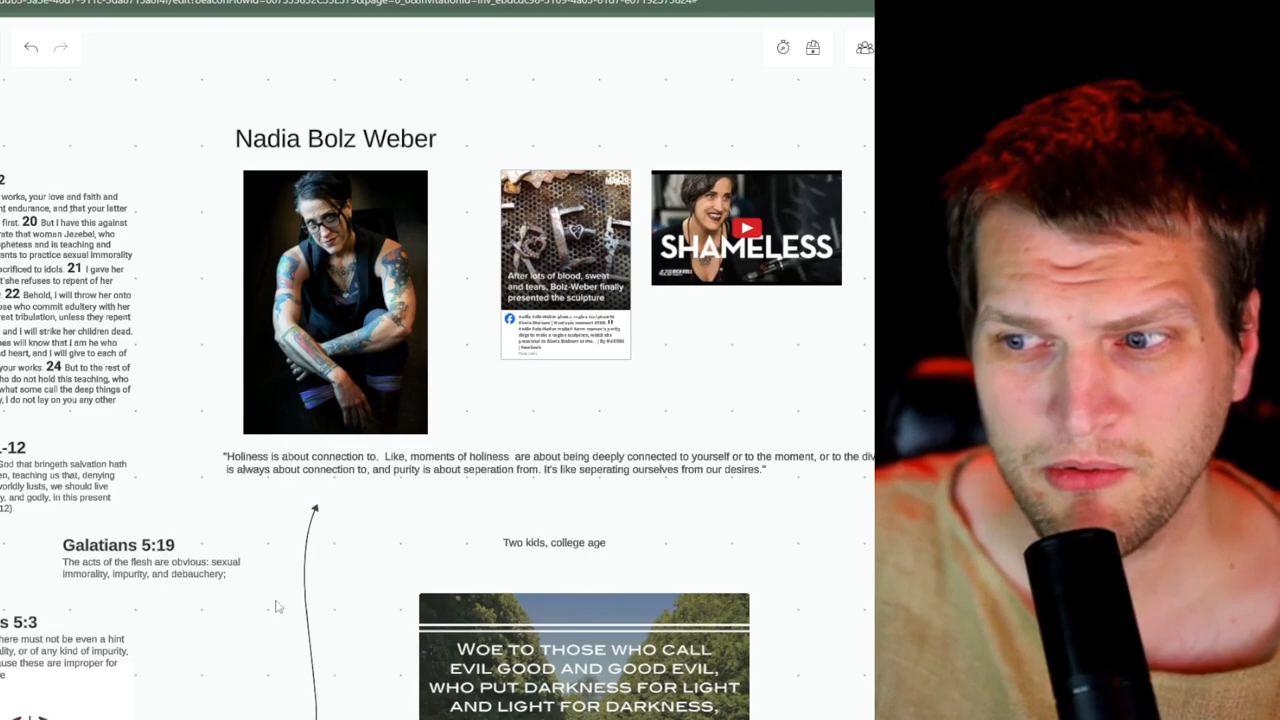 Nadia Bolz Weber
2
works, your love and faith and
endurance, and that your latter
first. 20 But I have this against
that woman Jezebel, who
and is teaching and
to practice sexual immorality
to idols. 21 I gave her
she refuses to repent of her
22 Behold, I will throw her onto
who commit adultery with her
tribulation, unless they repent
and I will strike her children dead.
will know that I am he who
heart, and I will give to each of
your works. 24 But to the rest of
do not hold this teaching, who
what some call the deep things of
I do not lay on you any other
After lots of blood, sweat
and tears, Bolz-Weber finally
presented the sculpture
SHAMELESS
"Holiness is about connection to. Like, moments of holiness are about being deeply connected to yourself or to the moment, or to the div
is always about connection to, and purity is about seperation from. It's like seperating ourselves from our desires."
-12
God that bringeth salvation hath
teaching us that, denying
lusts, we should live
and godly, in this present
12).
Galatians 5:19
The acts of the flesh are obvious: sexual
immorality, impurity, and debauchery;
Two kids, college age
5:3
there must not be even a hint
or of any kind of impurity,
these are improper for
WOE TO THOSE WHO CALL
EVIL GOOD AND GOOD EVIL,
WHO PUT DARKNESS FOR LIGHT
AND LIGHT FOR DARKNESS,